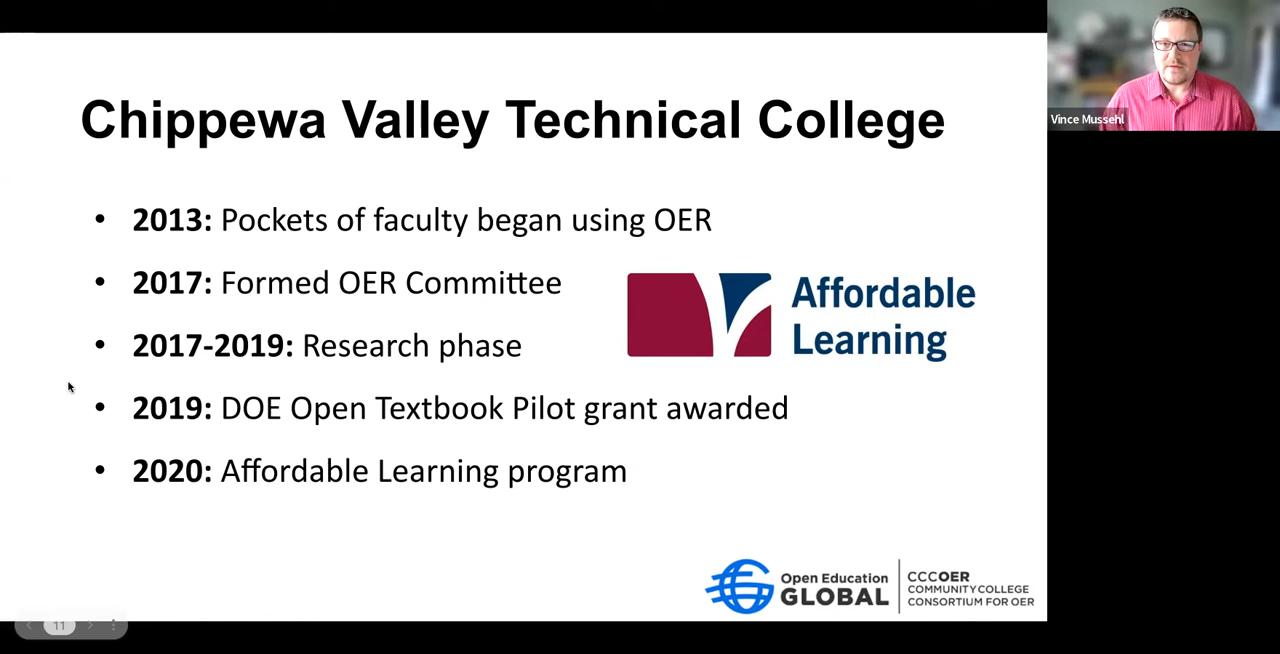 Chippewa Valley Technical College
• 2013: Pockets of faculty began using OER
• 2017: Formed OER Committee
• 2017-2019: Research phase
• 2019: DOE Open Textbook Pilot grant awarded
• 2020: Affordable Learning program
Affordable
Learning
Open Education
GLOBAL
CCCOER
COMMUNITY COLLEGE
CONSORTIUM FOR OER
11
Vince Mussehl